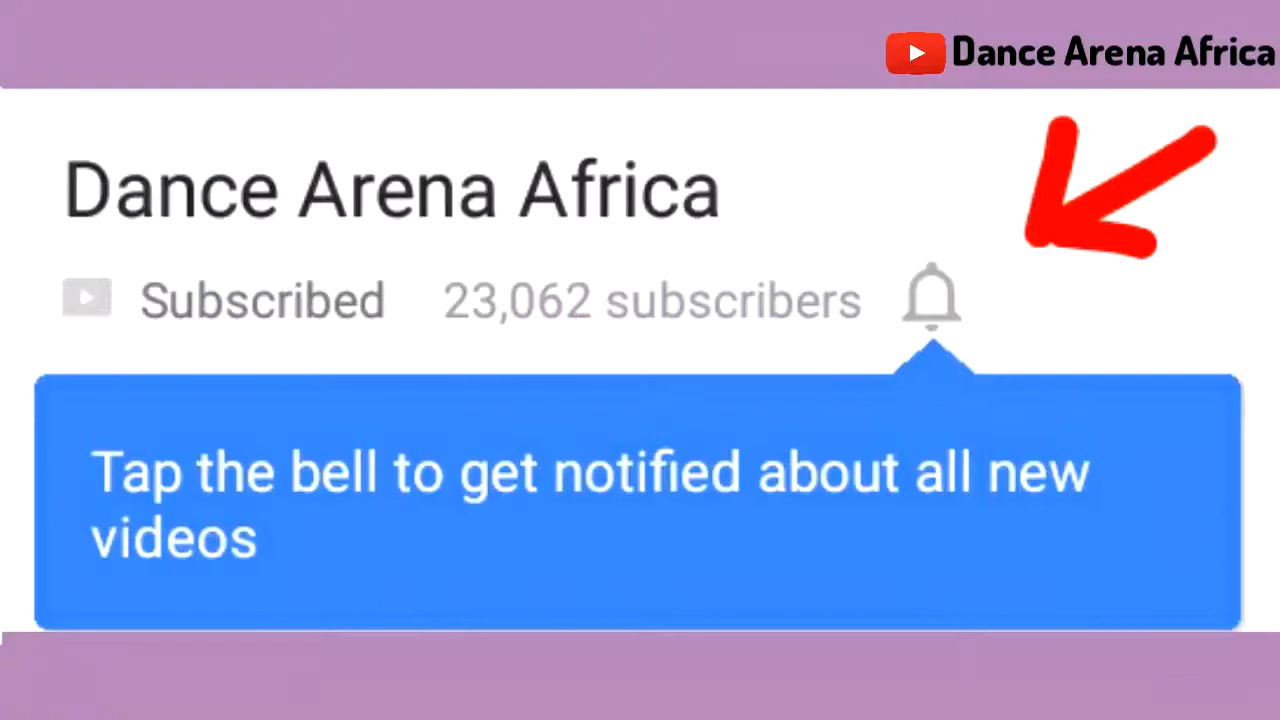 Dance Arena Africa
Dance Arena Africa
Subscribed 23,062 subscribers
Tap the bell to get notified about all new
videos